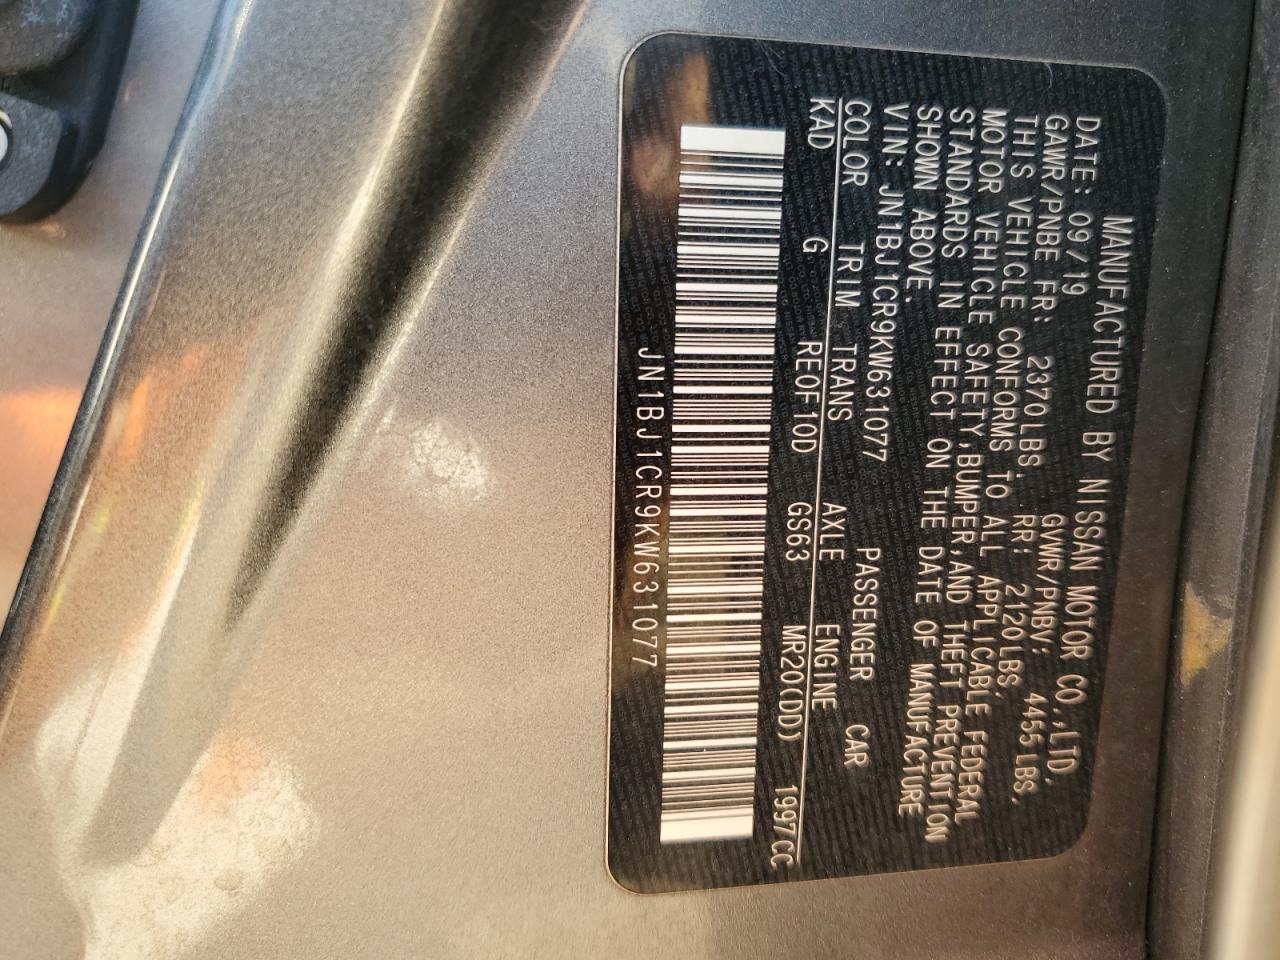 MANUFACTURED BY NISSAN MOTOR CO.,LTD.
DATE: 09/19 GVWR/PNBV: 4455LBS.
GAWR/PNBE FR: 2370LBS. RR: 2120LBS.
THIS VEHICLE CONFORMS TO ALL APPLICABLE FEDERAL
MOTOR VEHICLE SAFETY,BUMPER,AND THEFT PREVENTION
STANDARDS IN EFFECT ON THE DATE OF MANUFACTURE
SHOWN ABOVE.
VIN: JN1BJ1CR9KW631077 PASSENGER CAR
COLOR TRIM TRANS AXLE ENGINE
KAD G REOF10D GS63 MR20(DD) 1997CC
JN1BJ1CR9KW631077